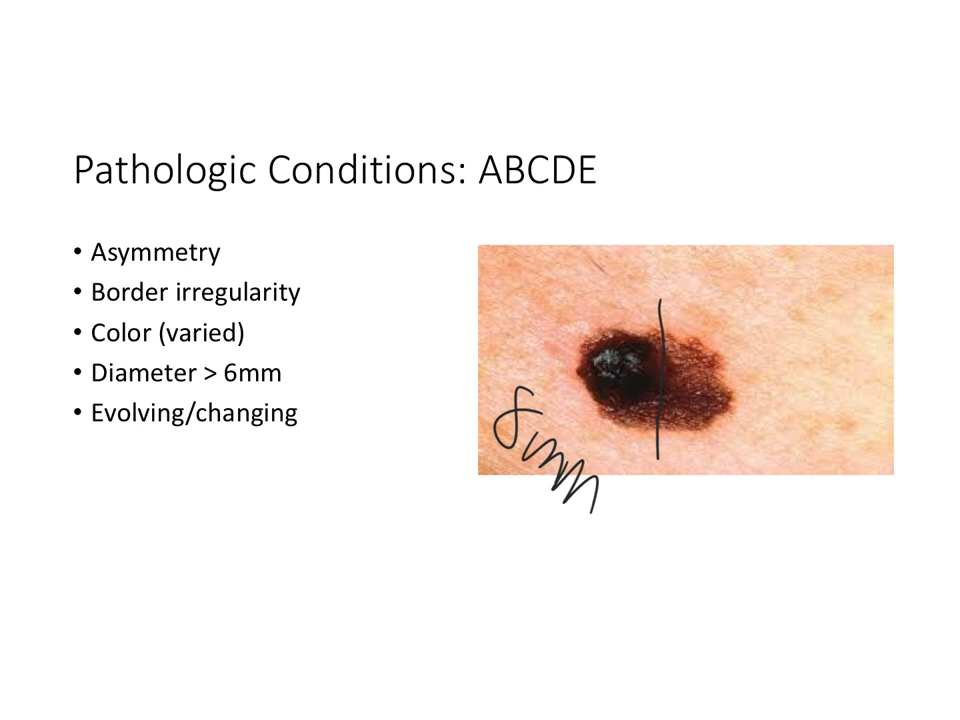 Pathologic Conditions: ABCDE
• Asymmetry
• Border irregularity
• Color (varied)
• Diameter > 6mm
• Evolving/changing
8mm